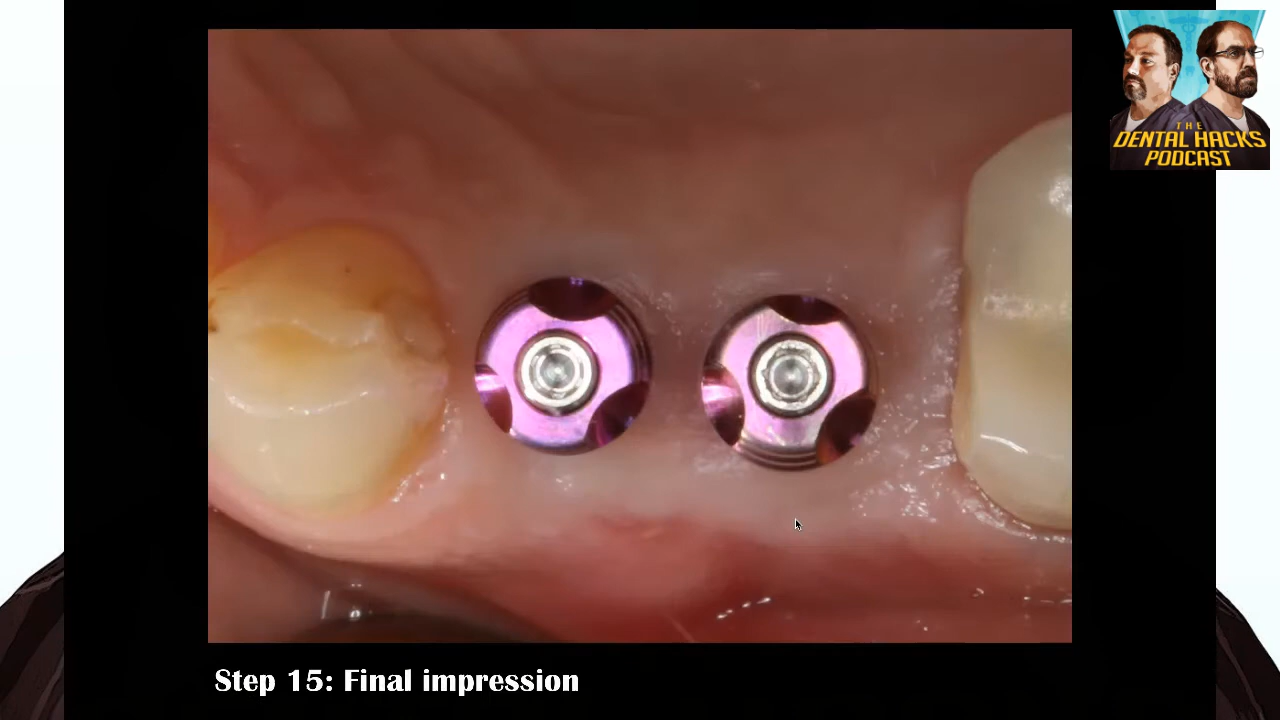 THE
DENTAL HACKS
PODCAST
Step 15: Final impression